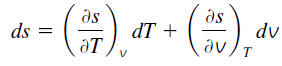 ds = (∂s/∂T)_v dT + (∂s/∂v)_T dv